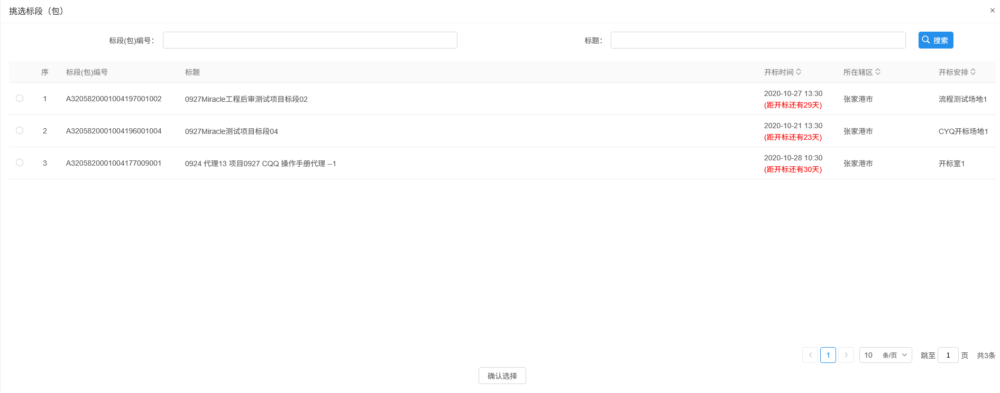 挑选标段（包）
标段(包)编号： 标题： 搜索
序 标段(包)编号 标题 开标时间 所在辖区 开标安排
1 A3205820001004197001002 0927Miracle工程后审测试项目标段02 2020-10-27 13:30 张家港市 流程测试场地1
(距开标还有29天)
2 A3205820001004196001004 0927Miracle测试项目标段04 2020-10-21 13:30 张家港市 CYQ开标场地1
(距开标还有23天)
3 A3205820001004177009001 0924 代理13 项目0927 CQQ 操作手册代理 --1 2020-10-28 10:30 张家港市 开标室1
(距开标还有30天)
1 10 条/页 跳至 1 页 共3条
确认选择